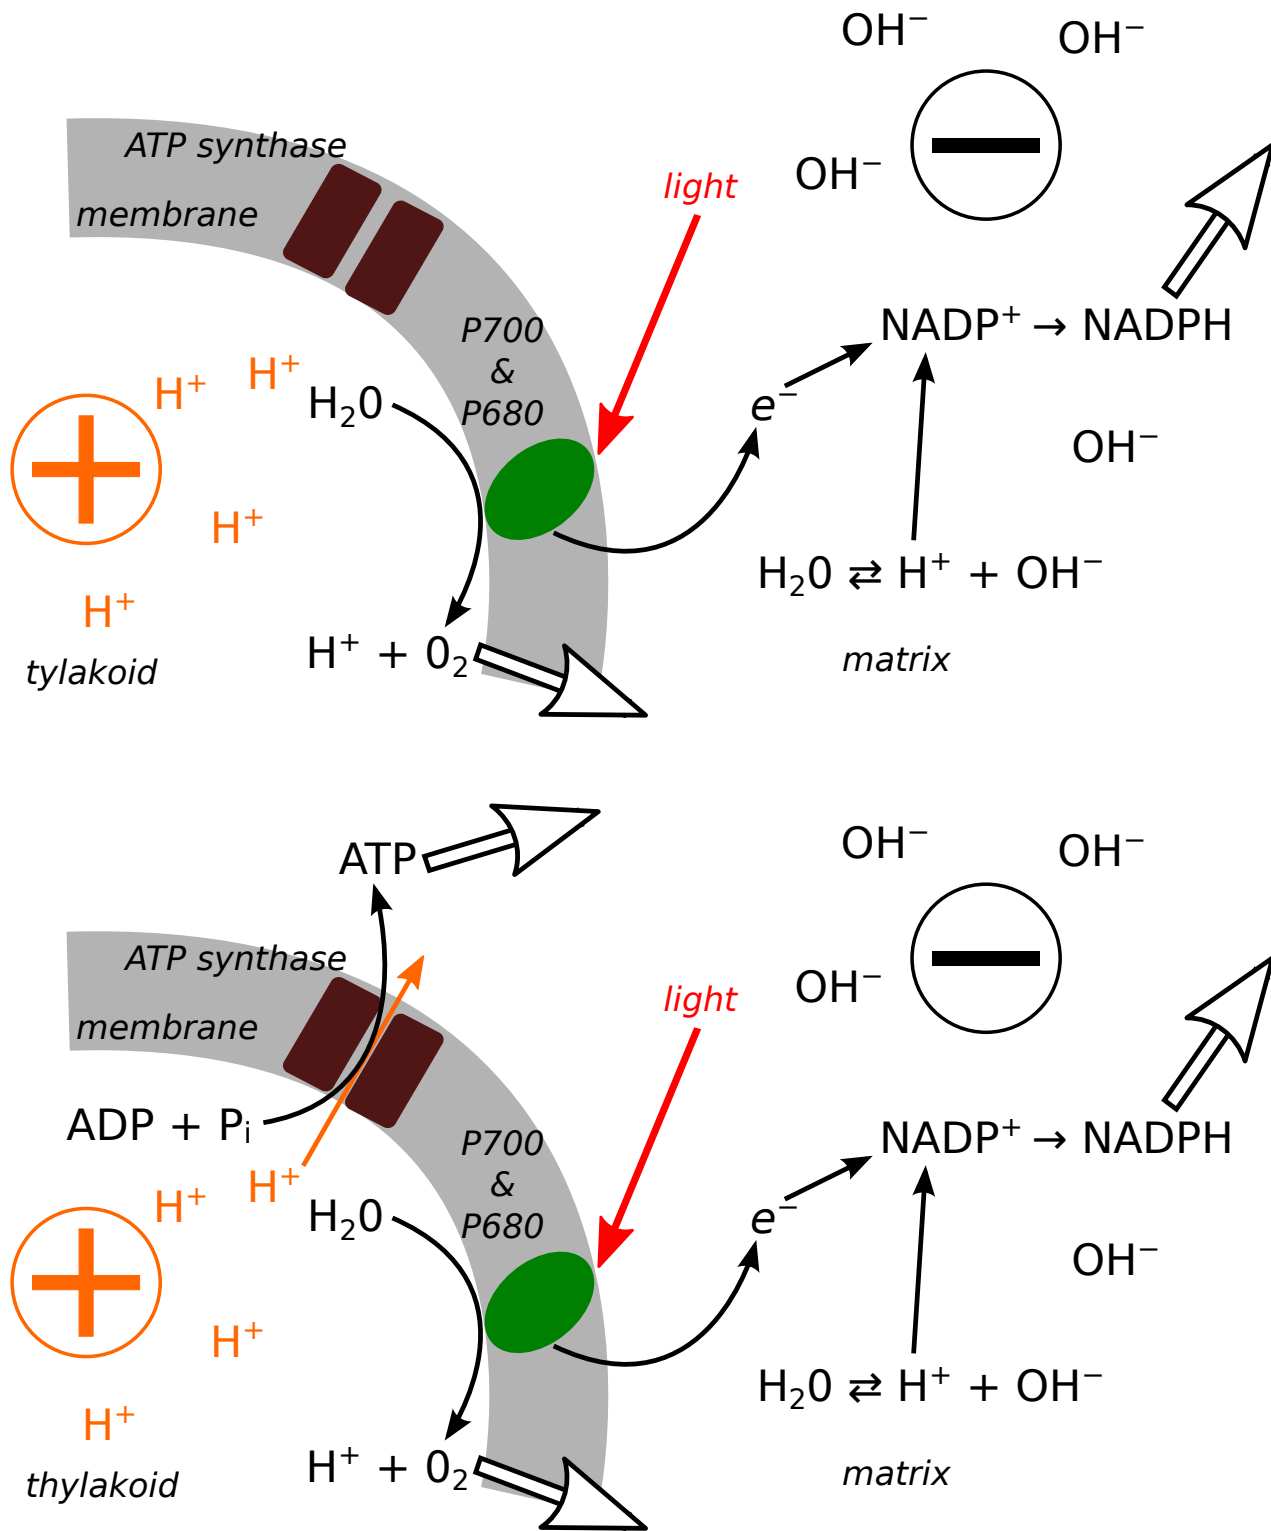 OH⁻
OH⁻
ATP synthase
OH⁻
light
membrane
P700
NADP⁺ → NADPH
&
H⁺
H⁺
H₂0
P680
e⁻
OH⁻
H⁺
H₂0 ⇄ H⁺ + OH⁻
H⁺
H⁺ + 0₂
tylakoid
matrix
ATP
OH⁻
OH⁻
ATP synthase
OH⁻
light
membrane
ADP + Pᵢ
P700
NADP⁺ → NADPH
&
H⁺
H⁺
H₂0
P680
e⁻
OH⁻
H⁺
H₂0 ⇄ H⁺ + OH⁻
H⁺
H⁺ + 0₂
thylakoid
matrix